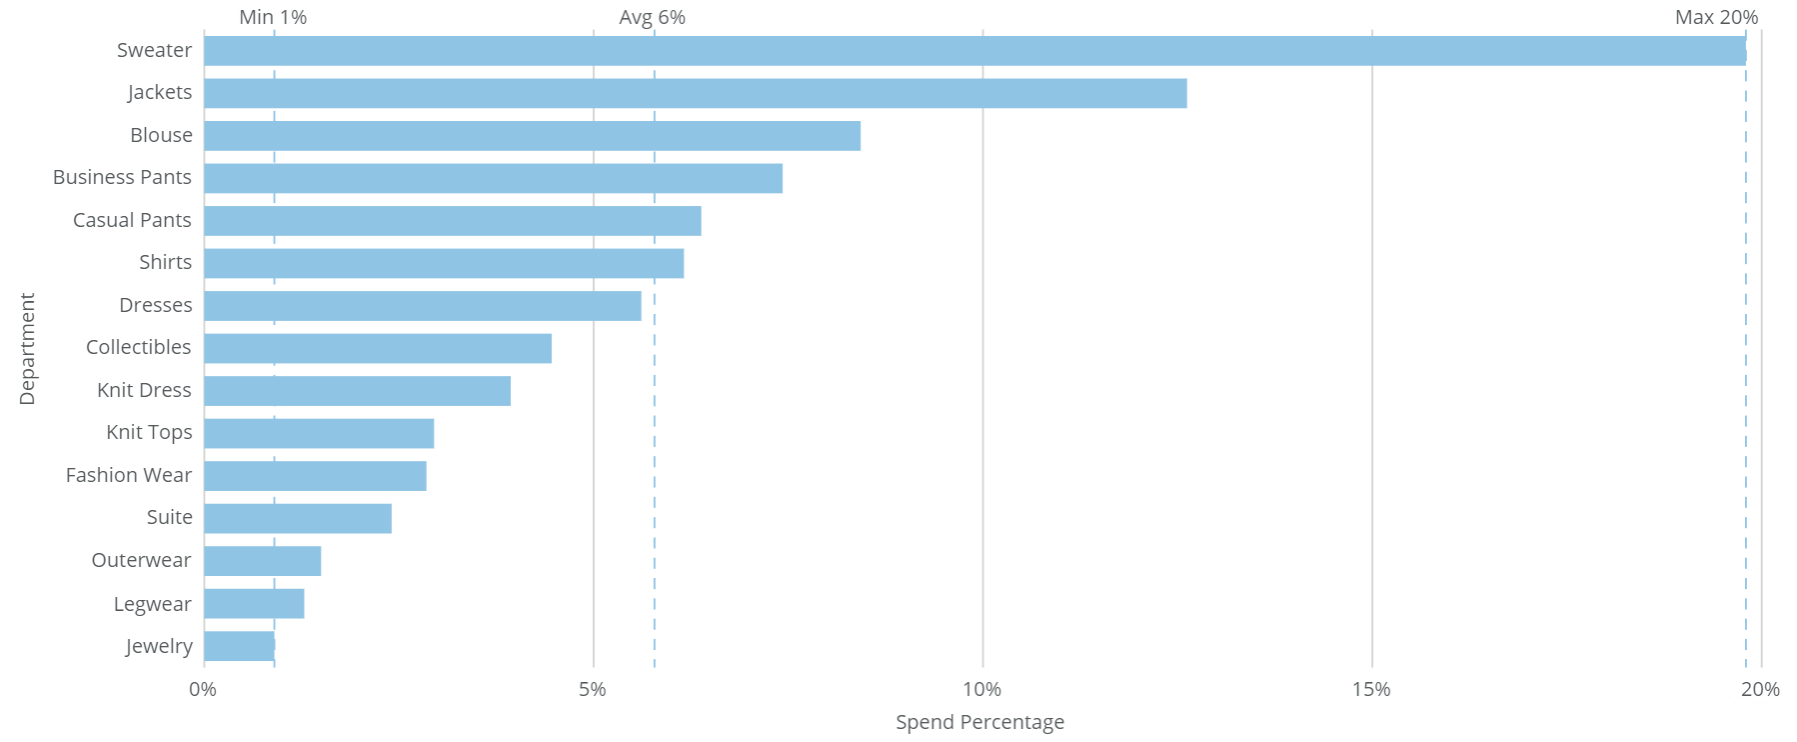 Min 1%
Avg 6%
Max 20%
Sweater
Jackets
Blouse
Business Pants
Casual Pants
Shirts
Dresses
Collectibles
Knit Dress
Knit Tops
Fashion Wear
Suite
Outerwear
Legwear
Jewelry
Department
0%
5%
10%
15%
20%
Spend Percentage